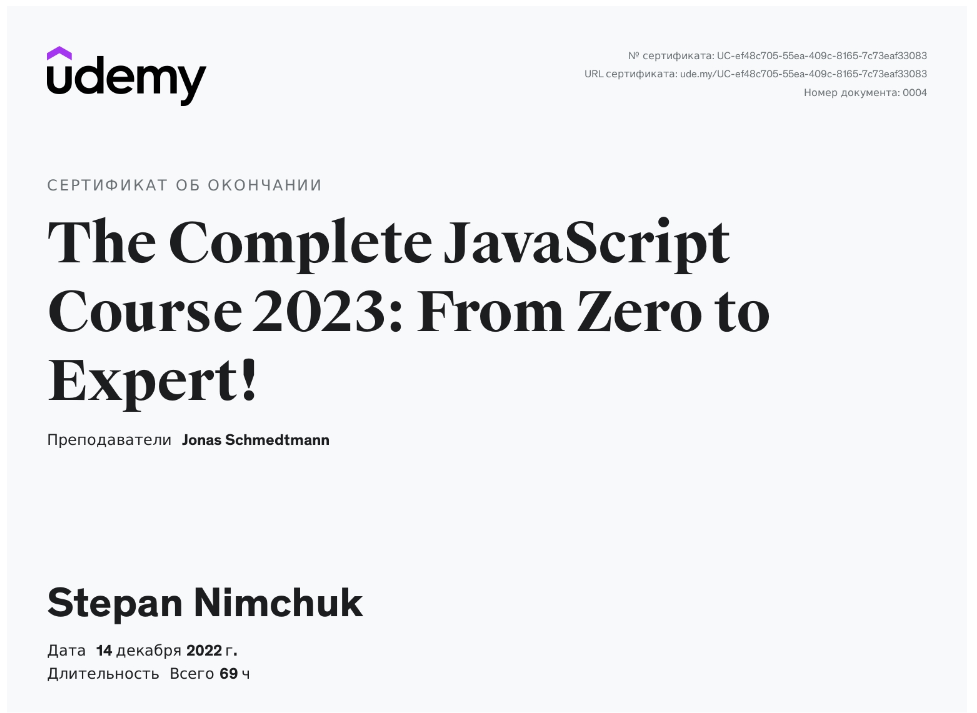 udemy
№ сертификата: UC-ef48c705-55ea-409c-8165-7c73eaf33083
URL сертификата: ude.my/UC-ef48c705-55ea-409c-8165-7c73eaf33083
Номер документа: 0004
СЕРТИФИКАТ ОБ ОКОНЧАНИИ
The Complete JavaScript
Course 2023: From Zero to
Expert!
Преподаватели Jonas Schmedtmann
Stepan Nimchuk
Дата 14 декабря 2022 г.
Длительность Всего 69 ч